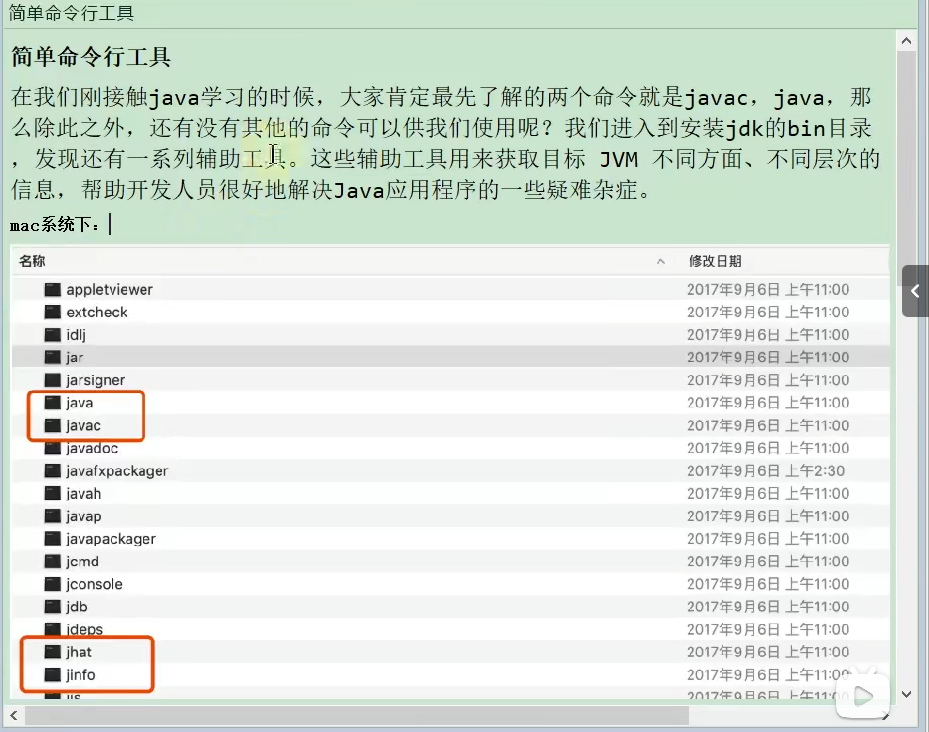 简单命令行工具
简单命令行工具
在我们刚接触java学习的时候，大家肯定最先了解的两个命令就是javac，java，那
么除此之外，还有没有其他的命令可以供我们使用呢？我们进入到安装jdk的bin目录
，发现还有一系列辅助工具。这些辅助工具用来获取目标 JVM 不同方面、不同层次的
信息，帮助开发人员很好地解决Java应用程序的一些疑难杂症。
mac系统下：
名称 修改日期
appletviewer 2017年9月6日 上午11:00
extcheck 2017年9月6日 上午11:00
idlj 2017年9月6日 上午11:00
jar 2017年9月6日 上午11:00
jarsigner 2017年9月6日 上午11:00
java 2017年9月6日 上午11:00
javac 2017年9月6日 上午11:00
javadoc 2017年9月6日 上午11:00
javafxpackager 2017年9月6日 上午2:30
javah 2017年9月6日 上午11:00
javap 2017年9月6日 上午11:00
javapackager 2017年9月6日 上午11:00
jcmd 2017年9月6日 上午11:00
jconsole 2017年9月6日 上午11:00
jdb 2017年9月6日 上午11:00
jdeps 2017年9月6日 上午11:00
jhat 2017年9月6日 上午11:00
jinfo 2017年9月6日 上午11:00
2017年9月6日 上午11:00